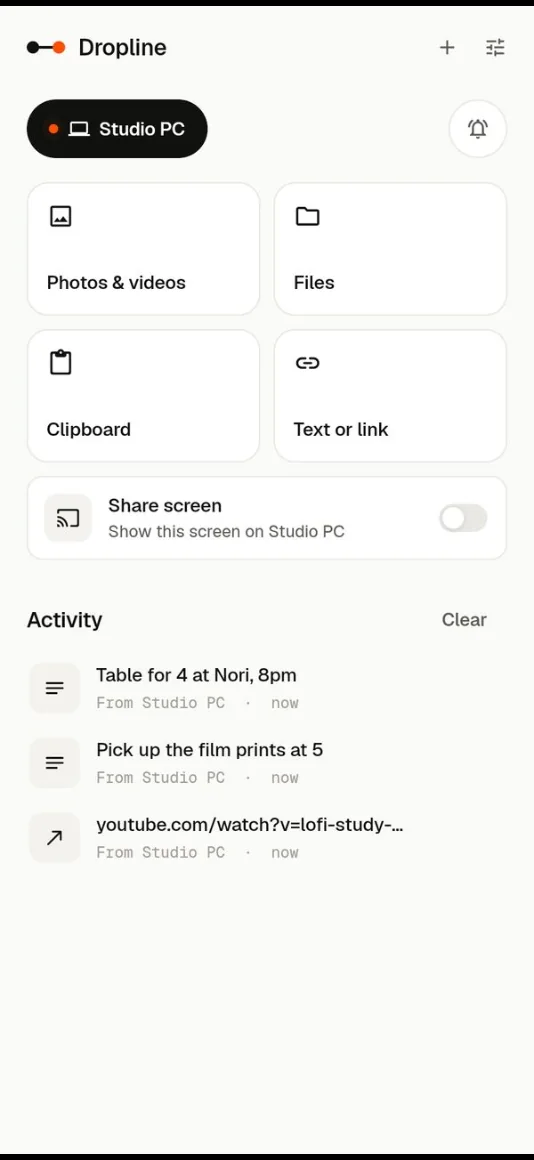 Dropline
Studio PC
Photos & videos
Files
Clipboard
Text or link
Share screen
Show this screen on Studio PC
Activity
Clear
Table for 4 at Nori, 8pm
From Studio PC · now
Pick up the film prints at 5
From Studio PC · now
youtube.com/watch?v=lofi-study-...
From Studio PC · now